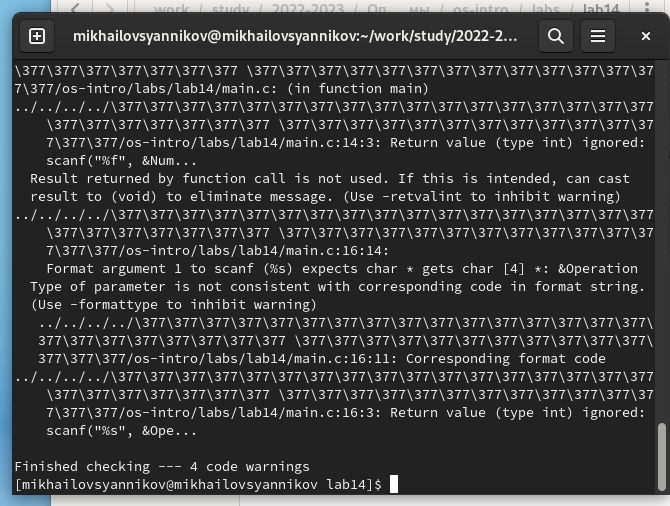 work / study / 2022-2023 / Оп мы / os-intro / labs / lab14
mikhailovsyannikov@mikhailovsyannikov:~/work/study/2022-2...
\377\377\377\377\377\377\377 \377\377\377\377\377\377\377\377\377\377\377\377\37
7\377/os-intro/labs/lab14/main.c: (in function main)
../../../../\377\377\377\377\377\377\377\377\377\377\377\377\377\377\377\377\377
\377\377\377\377\377\377\377 \377\377\377\377\377\377\377\377\377\377\377\37
7\377\377/os-intro/labs/lab14/main.c:14:3: Return value (type int) ignored:
scanf("%f", &Num...
Result returned by function call is not used. If this is intended, can cast
result to (void) to eliminate message. (Use -retvalint to inhibit warning)
../../../../\377\377\377\377\377\377\377\377\377\377\377\377\377\377\377\377\377
\377\377\377\377\377\377\377 \377\377\377\377\377\377\377\377\377\377\377\37
7\377\377/os-intro/labs/lab14/main.c:16:14:
Format argument 1 to scanf (%s) expects char * gets char [4] *: &Operation
Type of parameter is not consistent with corresponding code in format string.
(Use -formattype to inhibit warning)
../../../../\377\377\377\377\377\377\377\377\377\377\377\377\377\377\377\377\
377\377\377\377\377\377\377\377 \377\377\377\377\377\377\377\377\377\377\377\
377\377\377/os-intro/labs/lab14/main.c:16:11: Corresponding format code
../../../../\377\377\377\377\377\377\377\377\377\377\377\377\377\377\377\377\377
\377\377\377\377\377\377\377 \377\377\377\377\377\377\377\377\377\377\377\37
7\377\377/os-intro/labs/lab14/main.c:16:3: Return value (type int) ignored:
scanf("%s", &Ope...
Finished checking --- 4 code warnings
[mikhailovsyannikov@mikhailovsyannikov lab14]$